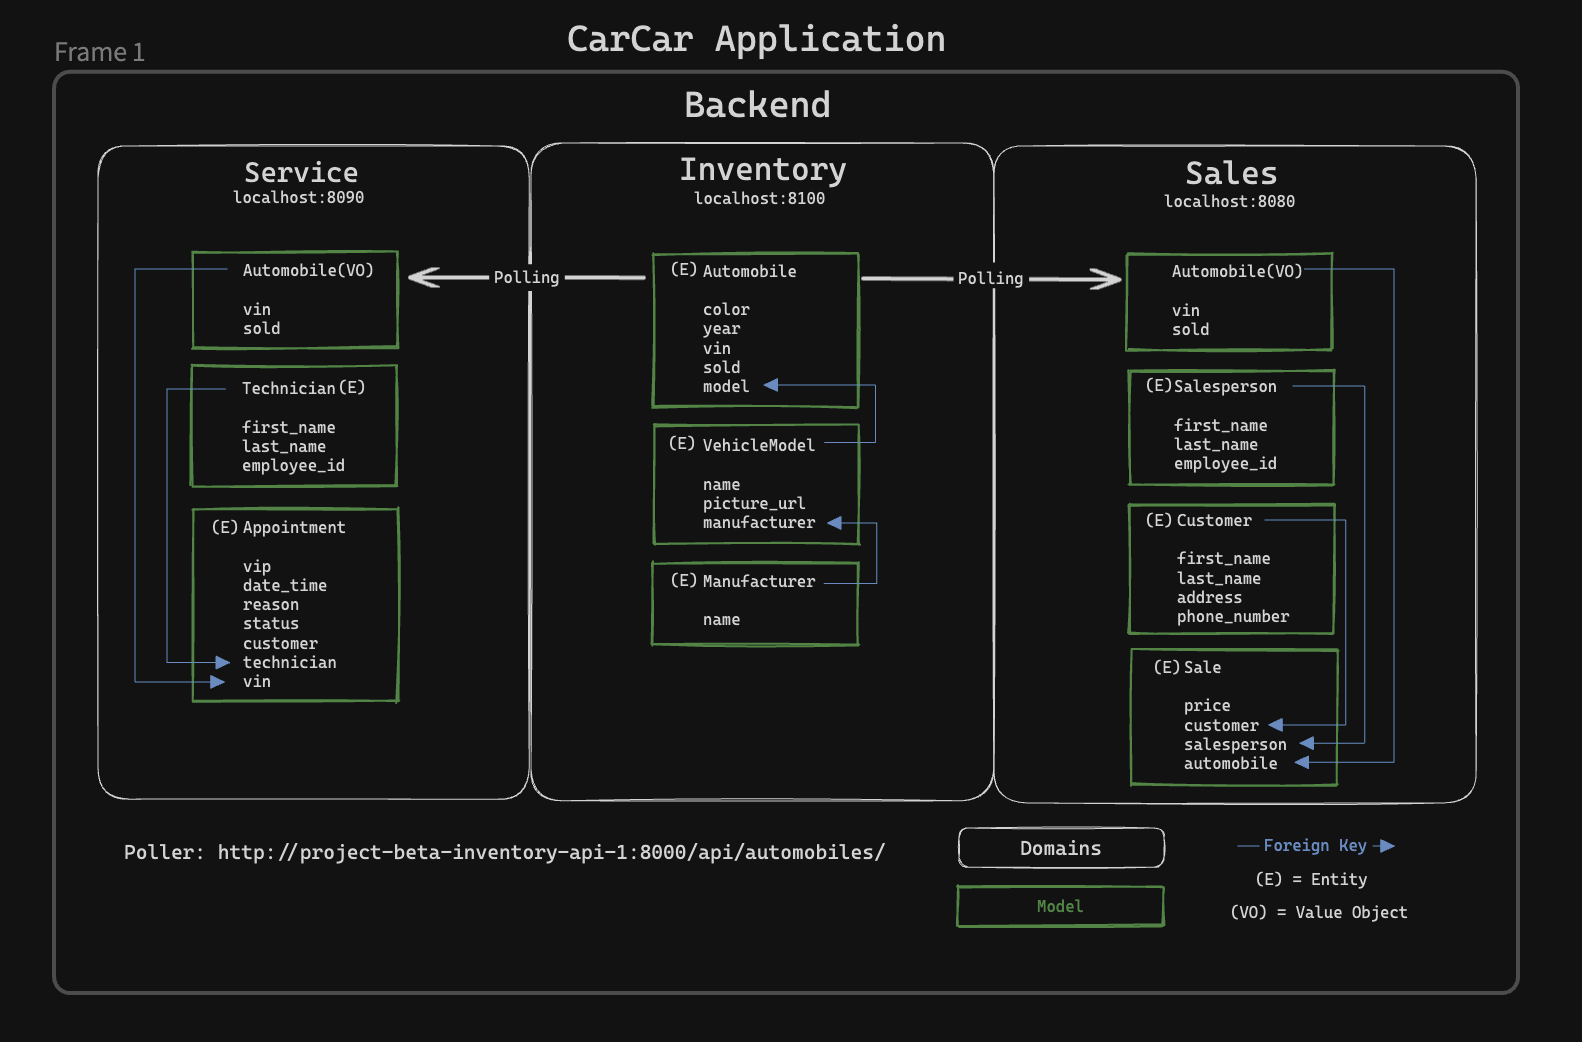 CarCar Application
Frame 1
Backend
Service
localhost:8090
Automobile(VO)
vin
sold
Technician(E)
first_name
last_name
employee_id
(E) Appointment
vip
date_time
reason
status
customer
technician
vin
Polling
Inventory
localhost:8100
(E) Automobile
color
year
vin
sold
model
(E) VehicleModel
name
picture_url
manufacturer
(E) Manufacturer
name
Polling
Sales
localhost:8080
Automobile(VO)
vin
sold
(E)Salesperson
first_name
last_name
employee_id
(E)Customer
first_name
last_name
address
phone_number
(E)Sale
price
customer
salesperson
automobile
Poller: http://project-beta-inventory-api-1:8000/api/automobiles/
Domains
Model
Foreign Key
(E) = Entity
(VO) = Value Object